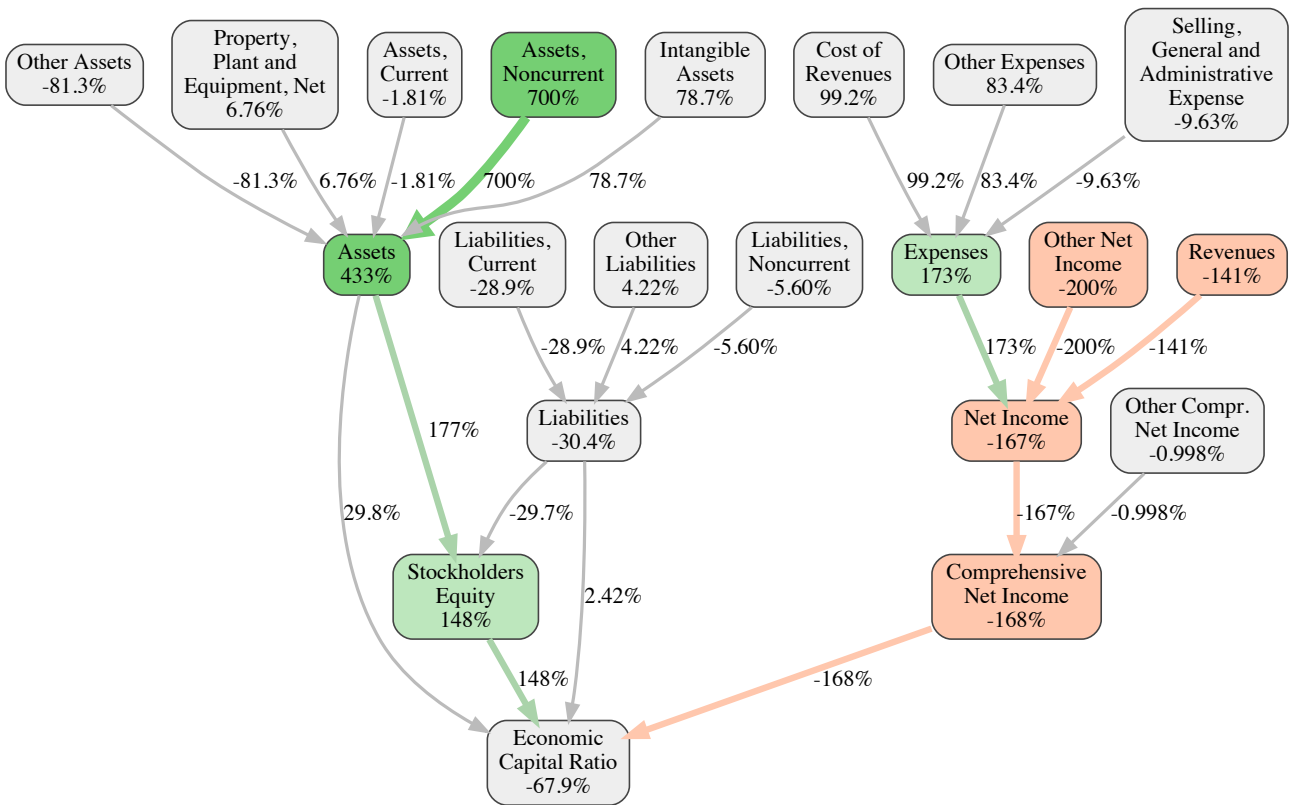 Other Assets
-81.3%
Property,
Plant and
Equipment, Net
6.76%
Assets,
Current
-1.81%
Assets,
Noncurrent
700%
Intangible
Assets
78.7%
Cost of
Revenues
99.2%
Other Expenses
83.4%
Selling,
General and
Administrative
Expense
-9.63%
-81.3%
6.76%
-1.81%
700%
78.7%
99.2%
83.4%
-9.63%
Assets
433%
Liabilities,
Current
-28.9%
Other
Liabilities
4.22%
Liabilities,
Noncurrent
-5.60%
Expenses
173%
Other Net
Income
-200%
Revenues
-141%
-28.9%
4.22%
-5.60%
173%
-200%
-141%
177%
Liabilities
-30.4%
Net Income
-167%
Other Compr.
Net Income
-0.998%
29.8%
-29.7%
-167%
-0.998%
Stockholders
Equity
148%
2.42%
Comprehensive
Net Income
-168%
148%
-168%
Economic
Capital Ratio
-67.9%